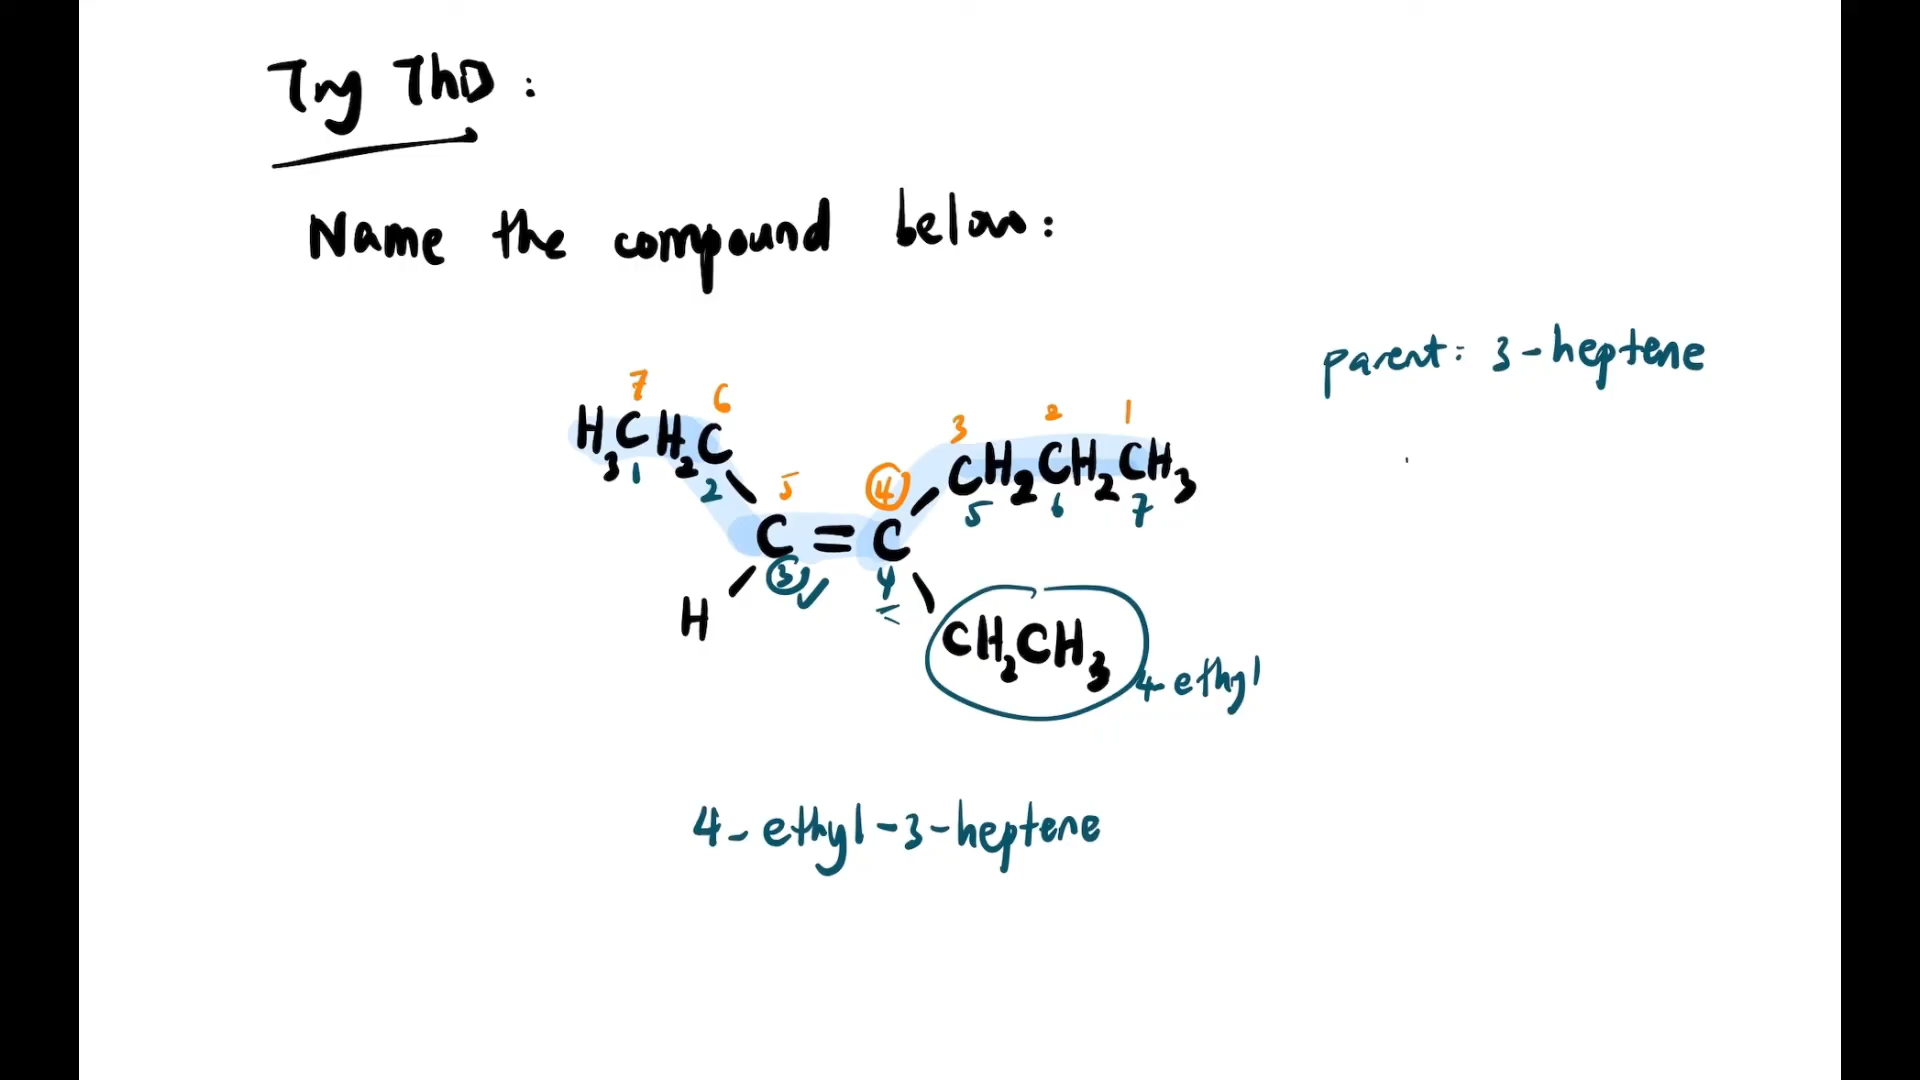 Try This:
Name the compound below:
parent: 3-heptene
7 6
3 2 1
H₃CH₂C
CH₂CH₂CH₃
1 2
5 4
5 6 7
C=C
3 4
H
CH₂CH₃
4-ethyl
4-ethyl-3-heptene